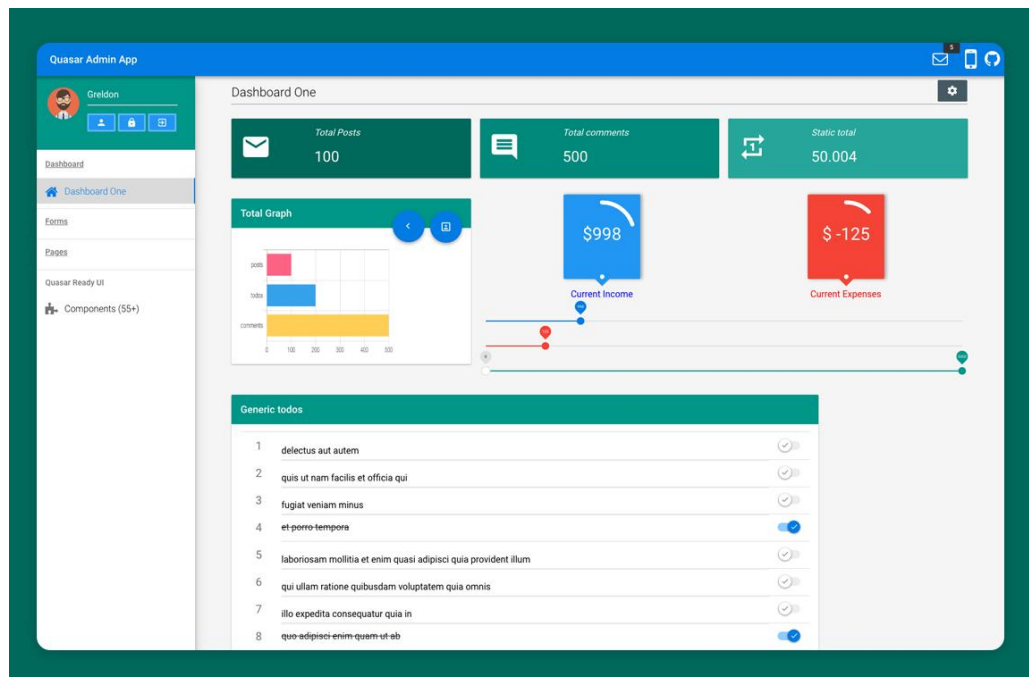 Quasar Admin App
5
Greldon
Dashboard
Dashboard One
Forms
Pages
Quasar Ready UI
Components (55+)
Dashboard One
Total Posts
100
Total comments
500
Static total
50.004
Total Graph
posts
todos
comments
0 100 200 300 400 500
$998
Current Income
$ -125
Current Expenses
Generic todos
1 delectus aut autem
2 quis ut nam facilis et officia qui
3 fugiat veniam minus
4 et porro tempora
5 laboriosam mollitia et enim quasi adipisci quia provident illum
6 qui ullam ratione quibusdam voluptatem quia omnis
7 illo expedita consequatur quia in
8 quo adipisci enim quam ut ab